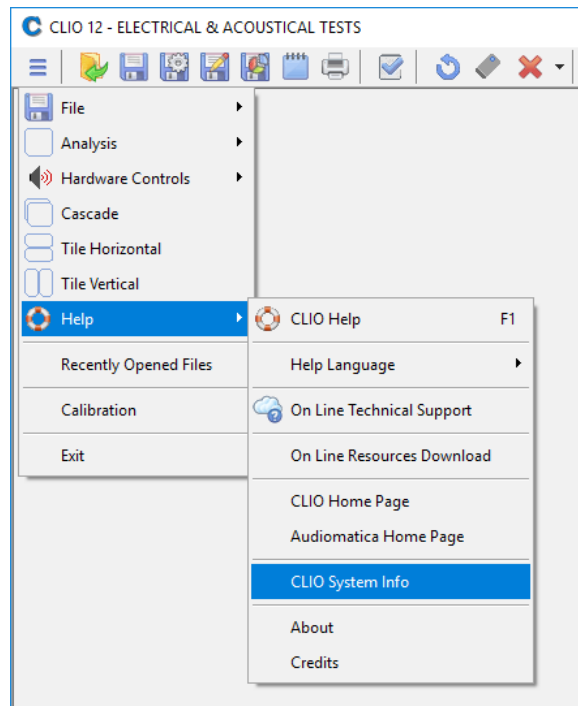 CLIO 12 - ELECTRICAL & ACOUSTICAL TESTS
File
Analysis
Hardware Controls
Cascade
Tile Horizontal
Tile Vertical
Help
Recently Opened Files
Calibration
Exit
CLIO Help F1
Help Language
On Line Technical Support
On Line Resources Download
CLIO Home Page
Audiomatica Home Page
CLIO System Info
About
Credits